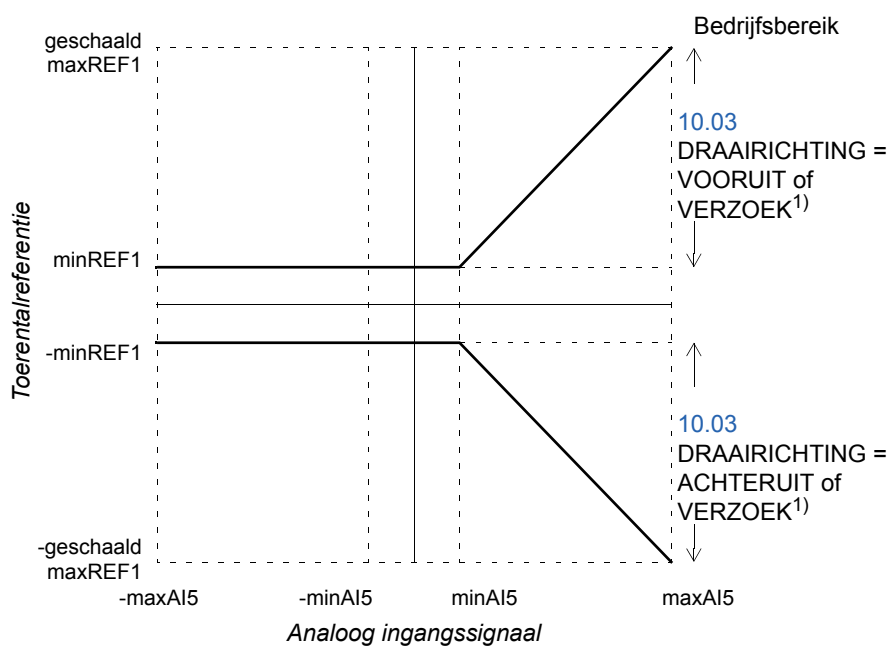 Bedrijfsbereik
geschaald
maxREF1
10.03
DRAAIRICHTING =
VOORUIT of
VERZOEK1)
minREF1
Toerentalreferentie
-minREF1
10.03
DRAAIRICHTING =
ACHTERUIT of
VERZOEK1)
-geschaald
maxREF1
-maxAI5 -minAI5 minAI5 maxAI5
Analoog ingangssignaal